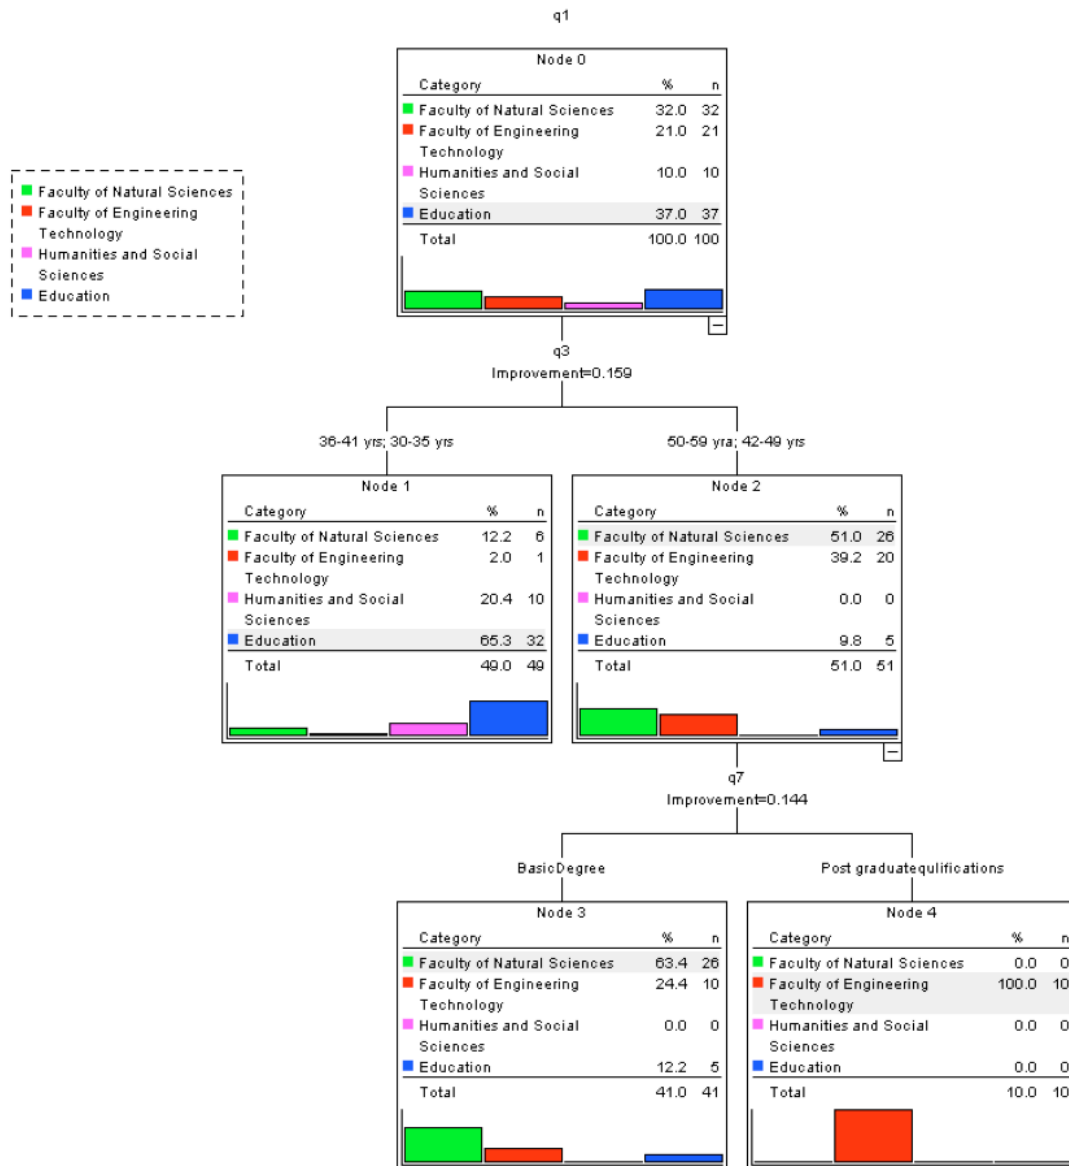 q1
Node 0
Category % n
Faculty of Natural Sciences 32.0 32
Faculty of Engineering 21.0 21
Technology
Humanities and Social 10.0 10
Sciences
Education 37.0 37
Total 100.0 100
Faculty of Natural Sciences
Faculty of Engineering
Technology
Humanities and Social
Sciences
Education
q3
Improvement=0.159
36-41 yrs; 30-35 yrs
50-59 yra; 42-49 yrs
Node 1
Category % n
Faculty of Natural Sciences 12.2 6
Faculty of Engineering 2.0 1
Technology
Humanities and Social 20.4 10
Sciences
Education 65.3 32
Total 49.0 49
Node 2
Category % n
Faculty of Natural Sciences 51.0 26
Faculty of Engineering 39.2 20
Technology
Humanities and Social 0.0 0
Sciences
Education 9.8 5
Total 51.0 51
q7
Improvement=0.144
BasicDegree
Post graduatequlifications
Node 3
Category % n
Faculty of Natural Sciences 63.4 26
Faculty of Engineering 24.4 10
Technology
Humanities and Social 0.0 0
Sciences
Education 12.2 5
Total 41.0 41
Node 4
Category % n
Faculty of Natural Sciences 0.0 0
Faculty of Engineering 100.0 10
Technology
Humanities and Social 0.0 0
Sciences
Education 0.0 0
Total 10.0 10